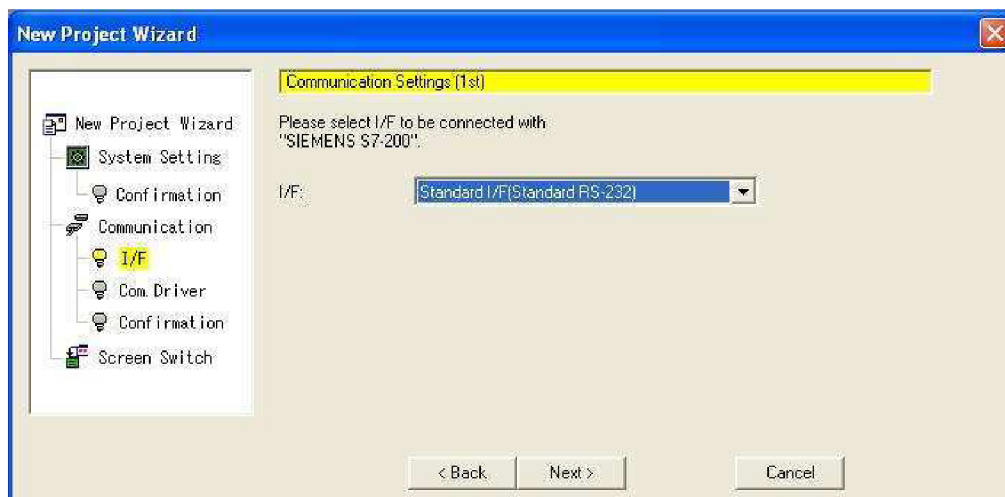 New Project Wizard
New Project Wizard
System Setting
Confirmation
Communication
I/F
Com.Driver
Confirmation
Screen Switch
Communication Settings (1st)
Please select I/F to be connected with
"SIEMENS S7-200".
I/F:
Standard I/F(Standard RS-232)
< Back
Next >
Cancel